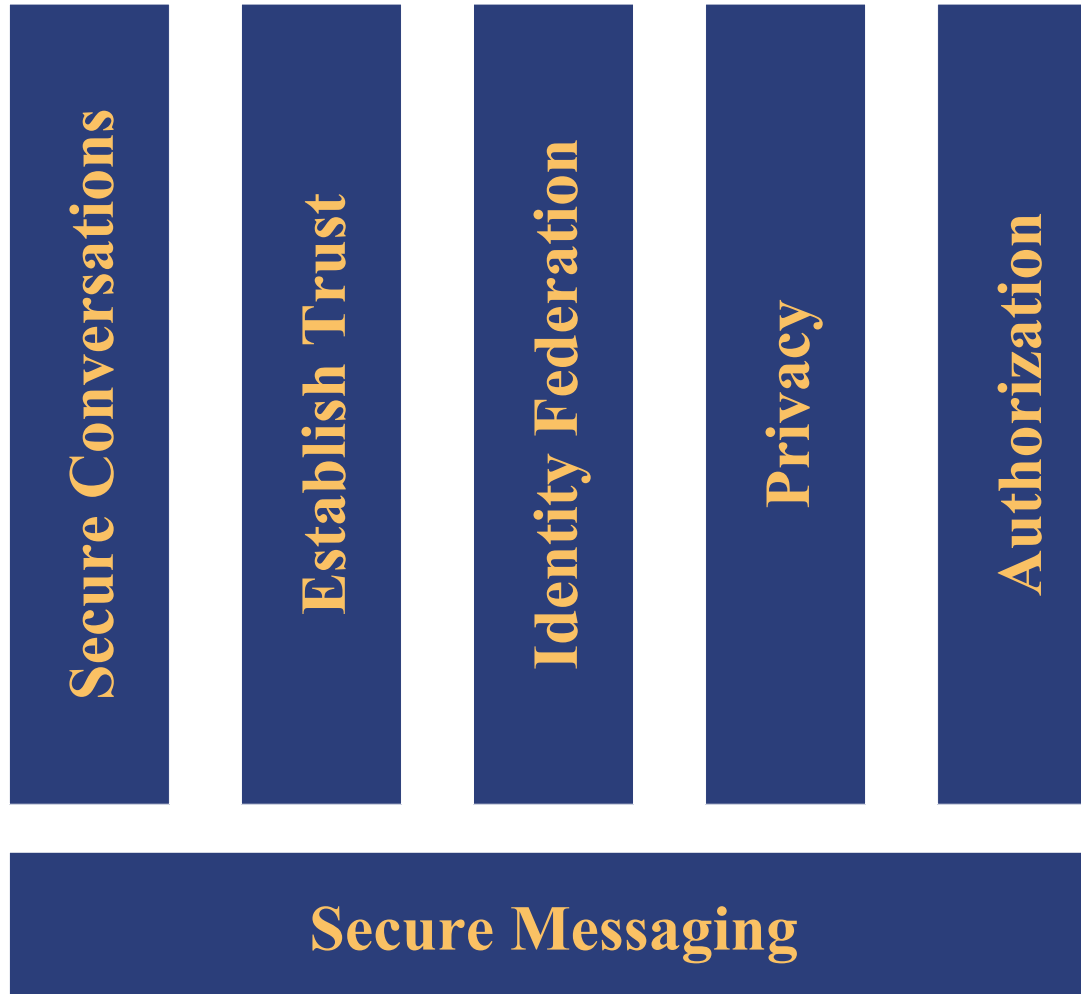 Secure Conversations
Establish Trust
Identity Federation
Privacy
Authorization
Secure Messaging